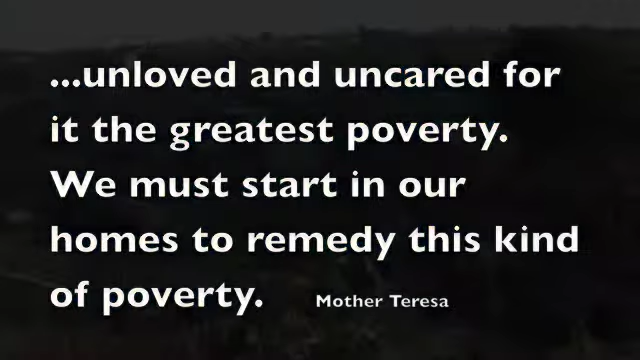 ...unloved and uncared for
it the greatest poverty.
We must start in our
homes to remedy this kind
of poverty. Mother Teresa